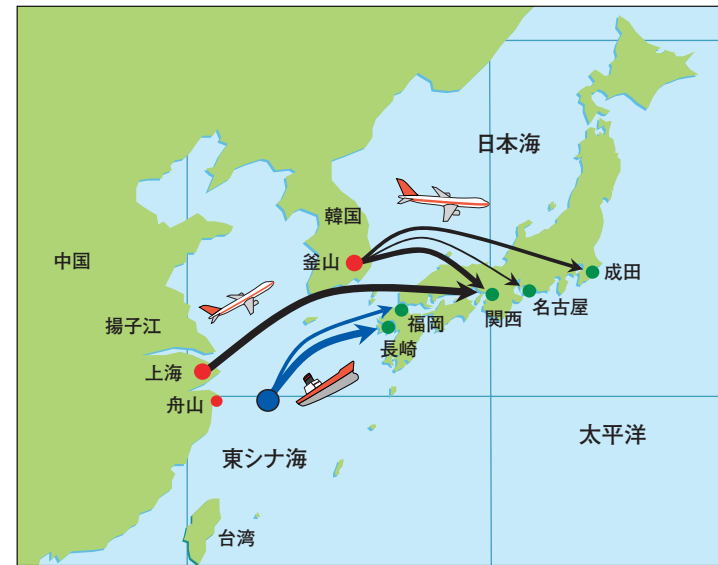 日本海
韓国
中国
釜山
成田
名古屋
関西
揚子江
福岡
長崎
上海
舟山
太平洋
東シナ海
台湾